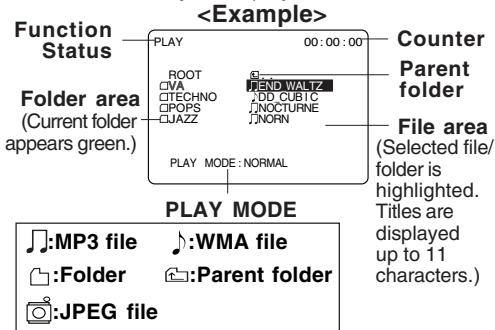 <Example>
Function
Status
PLAY 00:00:00
Counter
ROOT
VA
TECHNO
POPS
JAZZ
. .
END WALTZ
DD_CUBIC
NOCTURNE
NORN
PLAY MODE:NORMAL
Parent
folder
Folder area
(Current folder
appears green.)
File area
(Selected file/
folder is
highlighted.
Titles are
displayed
up to 11
characters.)
PLAY MODE
:MP3 file :WMA file
:Folder :Parent folder
:JPEG file